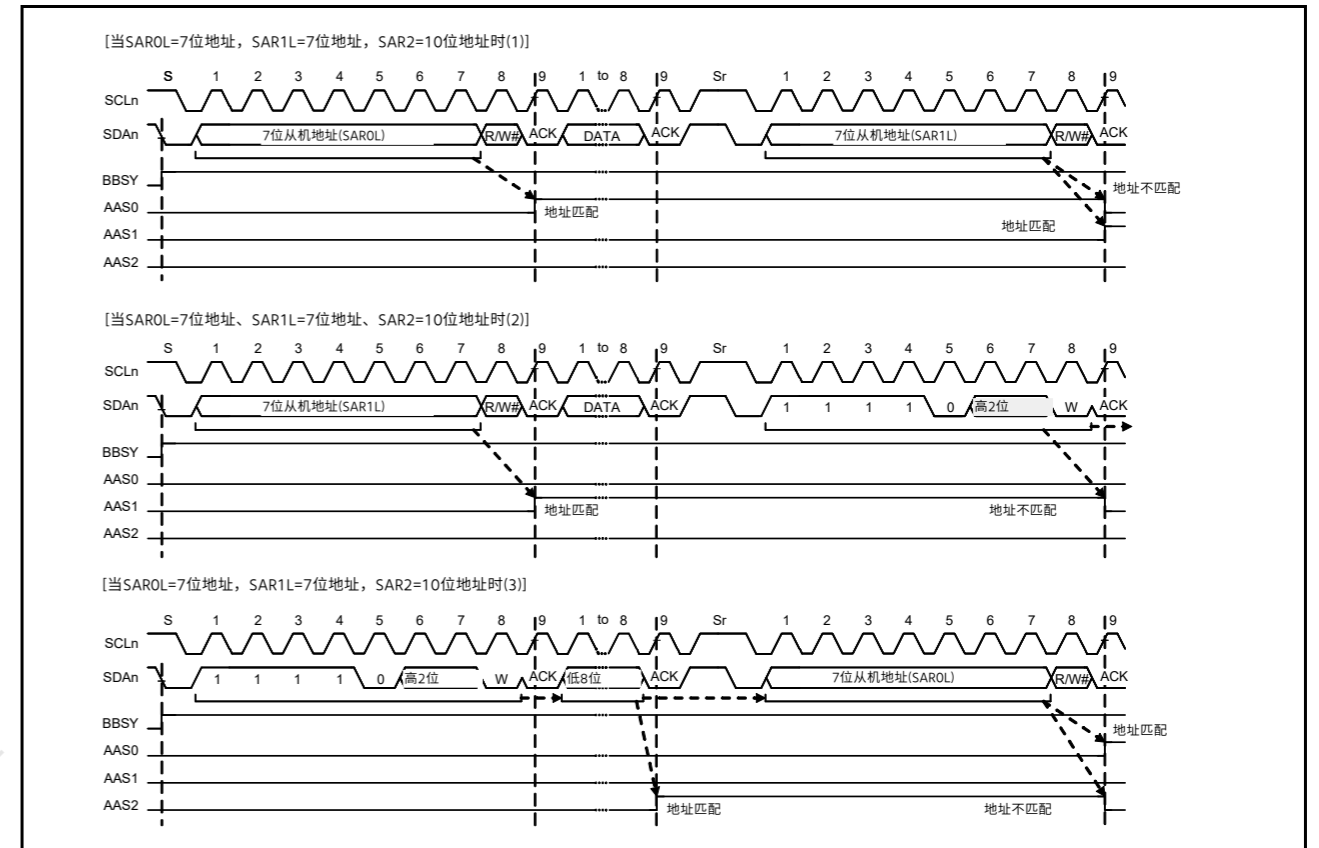 [当SAR0L=7位地址，SAR1L=7位地址，SAR2=10位地址时(1)]
S 1 2 3 4 5 6 7 8 9 1 to 8 9 Sr 1 2 3 4 5 6 7 8 9
SCLn
SDAn 7位从机地址(SAR0L) R/W# ACK DATA ACK 7位从机地址(SAR1L) R/W# ACK
BBSY
地址不匹配
AAS0 地址匹配
AAS1 地址匹配
AAS2
[当SAR0L=7位地址、SAR1L=7位地址、SAR2=10位地址时(2)]
S 1 2 3 4 5 6 7 8 9 1 to 8 9 Sr 1 2 3 4 5 6 7 8 9
SCLn
SDAn 7位从机地址(SAR1L) R/W# ACK DATA ACK 1 1 1 1 0 高2位 W ACK
BBSY
AAS0
AAS1 地址匹配 地址不匹配
AAS2
[当SAR0L=7位地址，SAR1L=7位地址，SAR2=10位地址时(3)]
S 1 2 3 4 5 6 7 8 9 1 to 8 9 Sr 1 2 3 4 5 6 7 8 9
SCLn
SDAn 1 1 1 1 0 高2位 W ACK 低8位 ACK 7位从机地址(SAR0L) R/W# ACK
BBSY
地址匹配
AAS0
AAS1
AAS2 地址匹配 地址不匹配